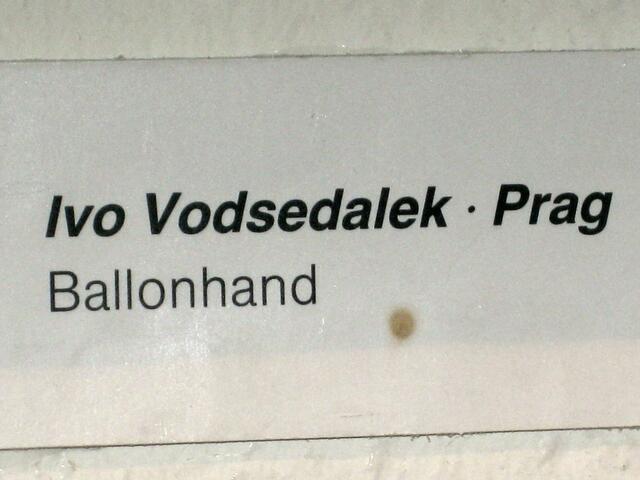 Ivo Vodsedalek · Prag
Ballonhand